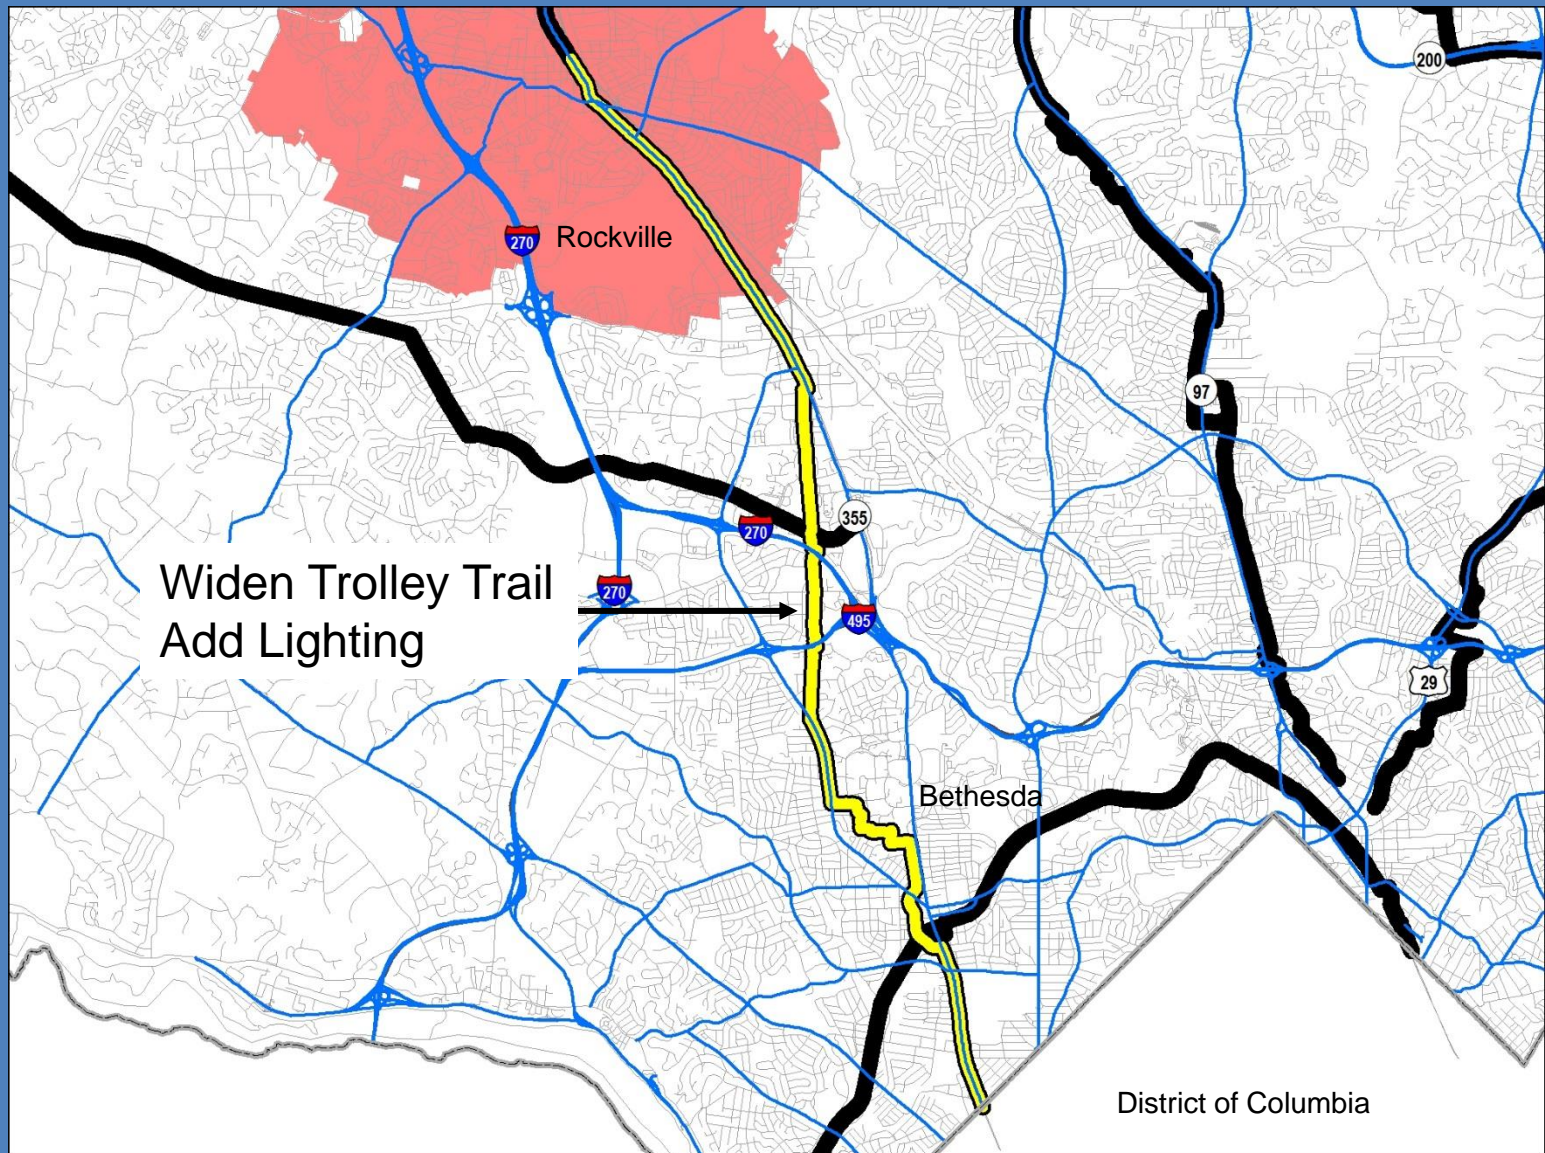 200
270
Rockville
97
355
270
Widen Trolley Trail
Add Lighting
270
495
29
Bethesda
District of Columbia